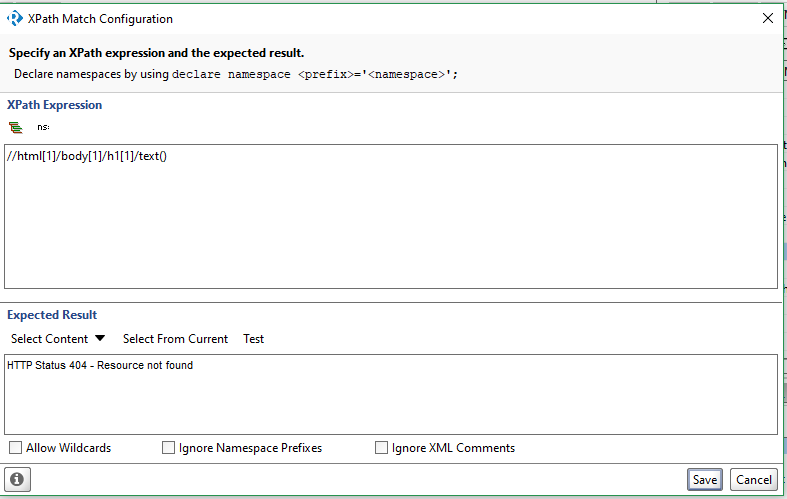 XPath Match Configuration
Specify an XPath expression and the expected result.
Declare namespaces by using declare namespace <prefix>='<namespace>';
XPath Expression
ns:
//html[1]/body[1]/h1[1]/text()
Expected Result
Select Content Select From Current Test
HTTP Status 404 - Resource not found
Allow Wildcards Ignore Namespace Prefixes Ignore XML Comments
Save Cancel